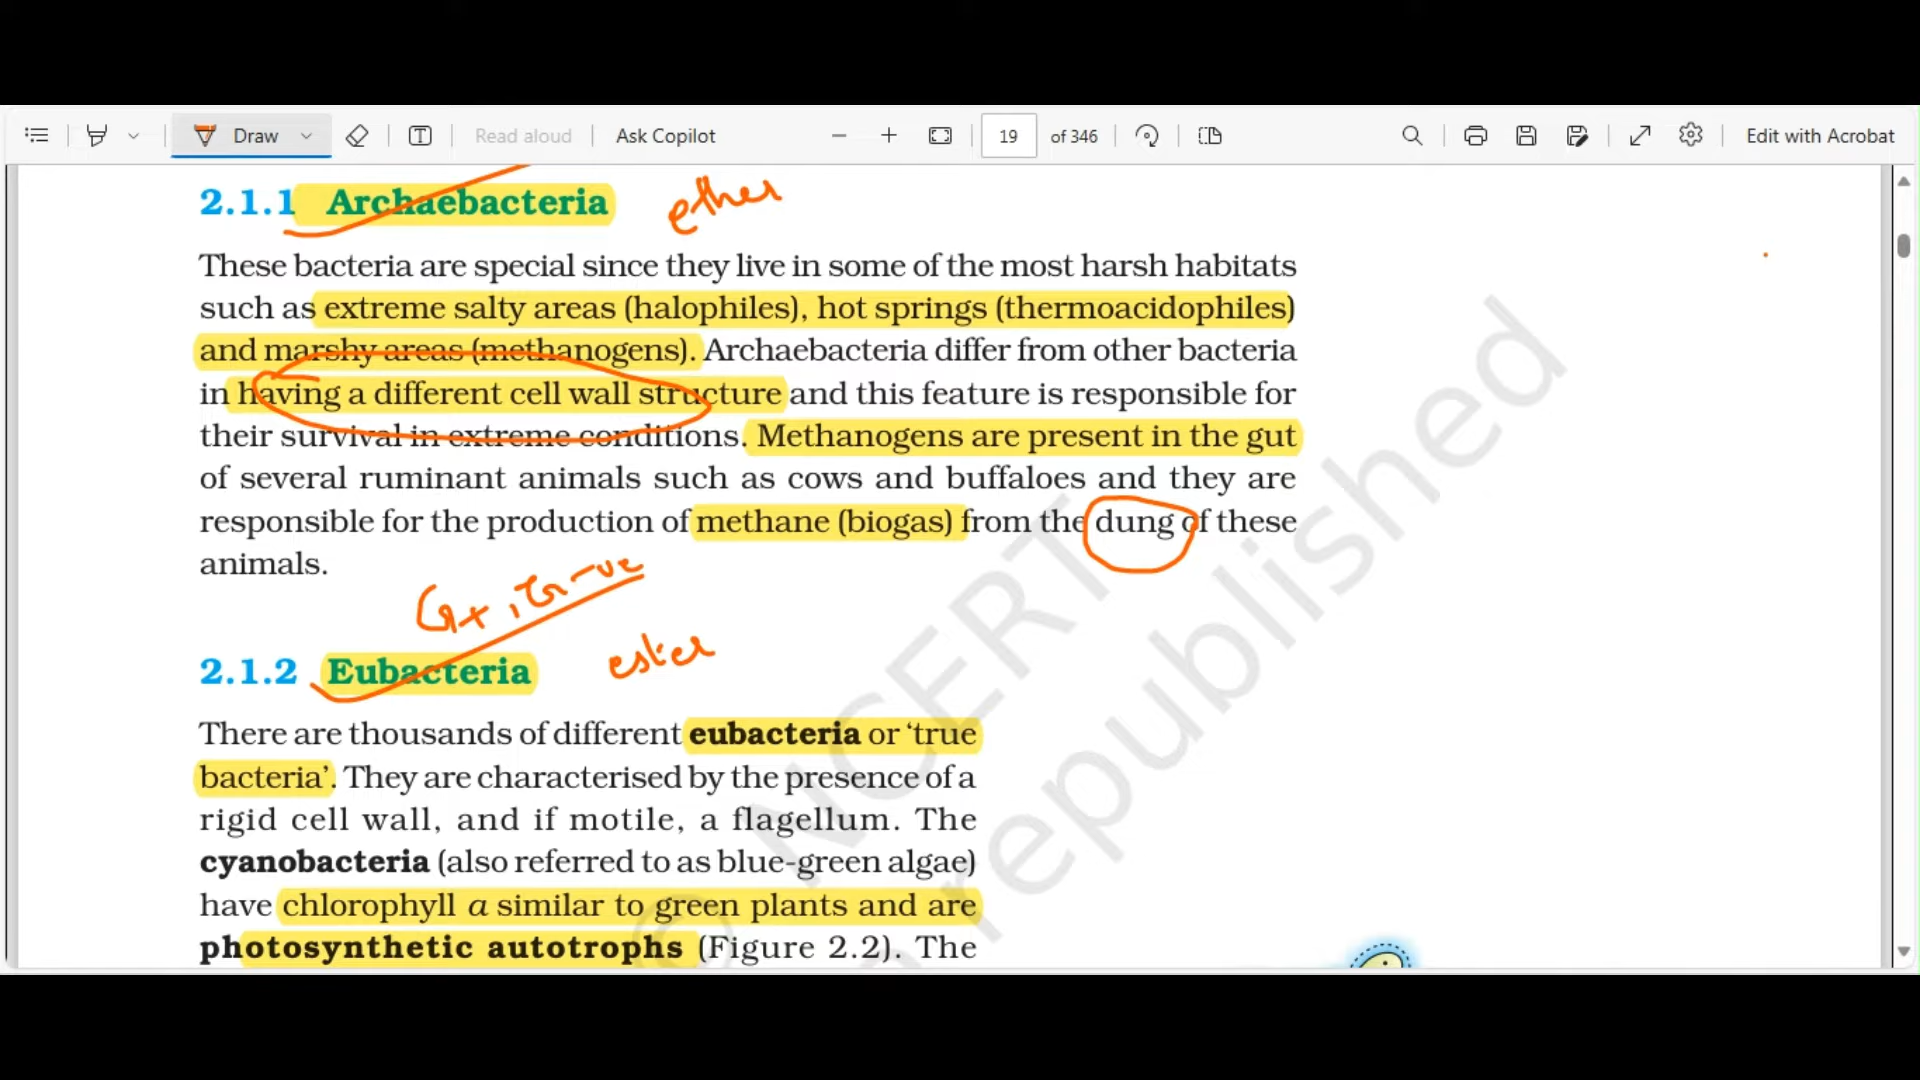 Draw
Read aloud
Ask Copilot
19 of 346
Edit with Acrobat
2.1.1 Archaebacteria
ether
These bacteria are special since they live in some of the most harsh habitats
such as extreme salty areas (halophiles), hot springs (thermoacidophiles)
and marshy areas (methanogens). Archaebacteria differ from other bacteria
in having a different cell wall structure and this feature is responsible for
their survival in extreme conditions. Methanogens are present in the gut
of several ruminant animals such as cows and buffaloes and they are
responsible for the production of methane (biogas) from the dung of these
animals.
G+, G-ve
2.1.2 Eubacteria
ester
There are thousands of different eubacteria or ‘true
bacteria’. They are characterised by the presence of a
rigid cell wall, and if motile, a flagellum. The
cyanobacteria (also referred to as blue-green algae)
have chlorophyll a similar to green plants and are
photosynthetic autotrophs (Figure 2.2). The
© NCERT
republished